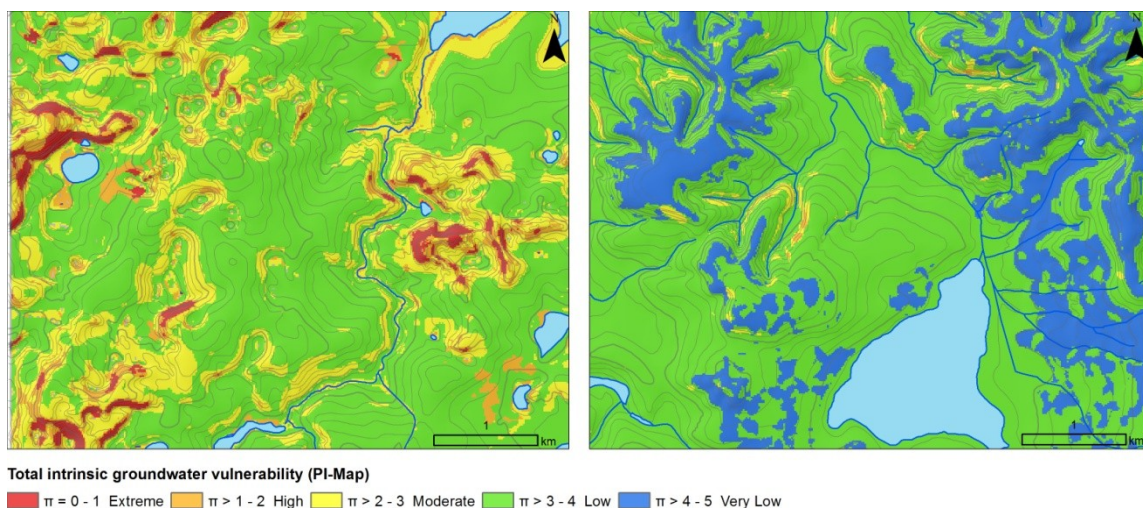 N
N
1
km
1
km
Total intrinsic groundwater vulnerability (PI-Map)
π = 0 - 1 Extreme π > 1 - 2 High π > 2 - 3 Moderate π > 3 - 4 Low π > 4 - 5 Very Low